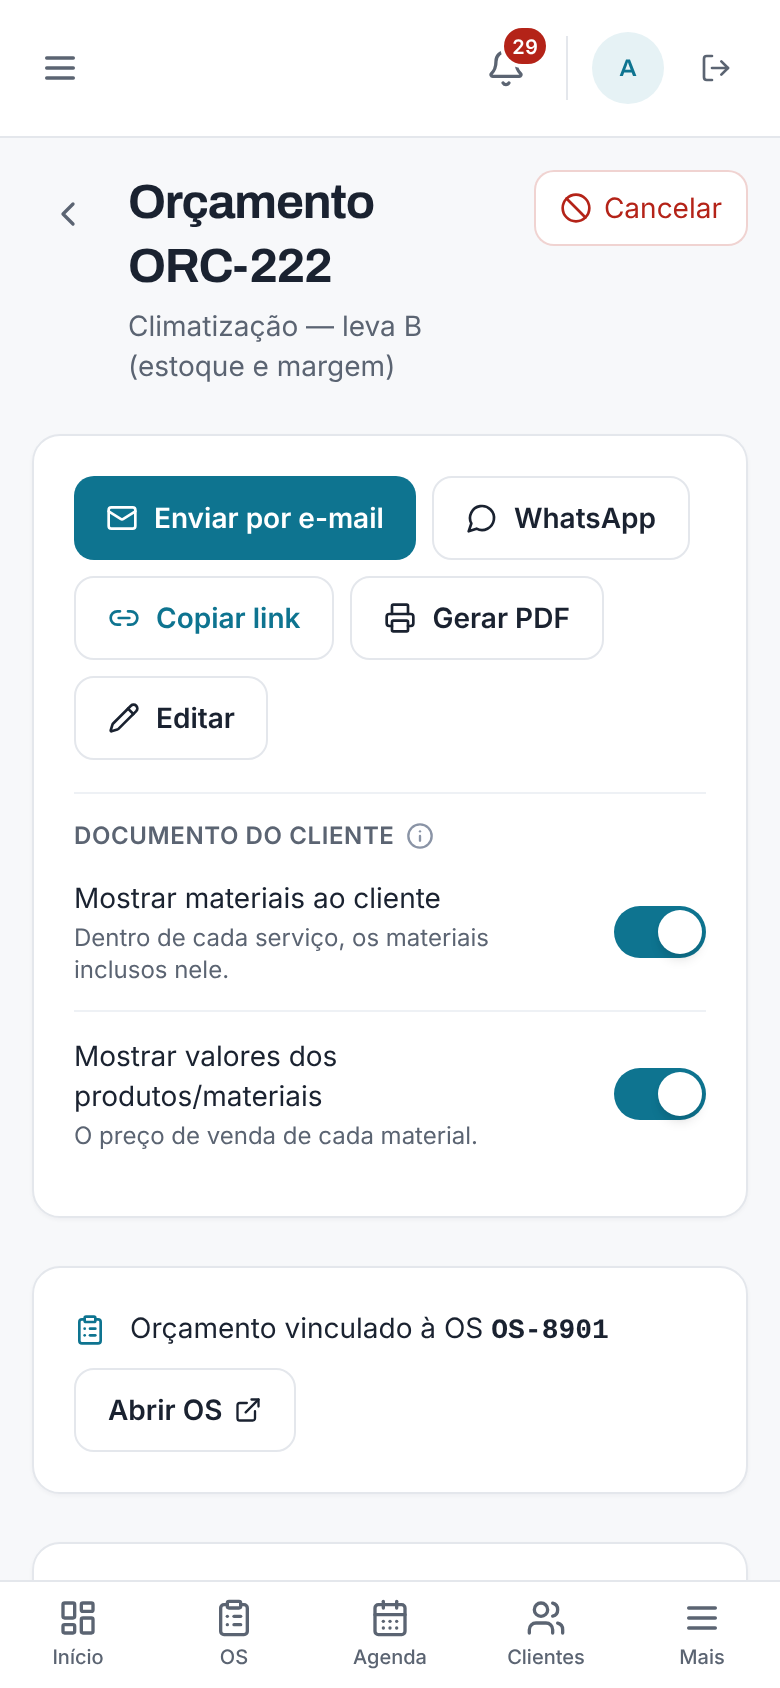 29
A
Orçamento
ORC-222
Cancelar
Climatização — leva B
(estoque e margem)
Enviar por e-mail
WhatsApp
Copiar link
Gerar PDF
Editar
DOCUMENTO DO CLIENTE
Mostrar materiais ao cliente
Dentro de cada serviço, os materiais
inclusos nele.
Mostrar valores dos
produtos/materiais
O preço de venda de cada material.
Orçamento vinculado à OS OS-8901
Abrir OS
Início
OS
Agenda
Clientes
Mais